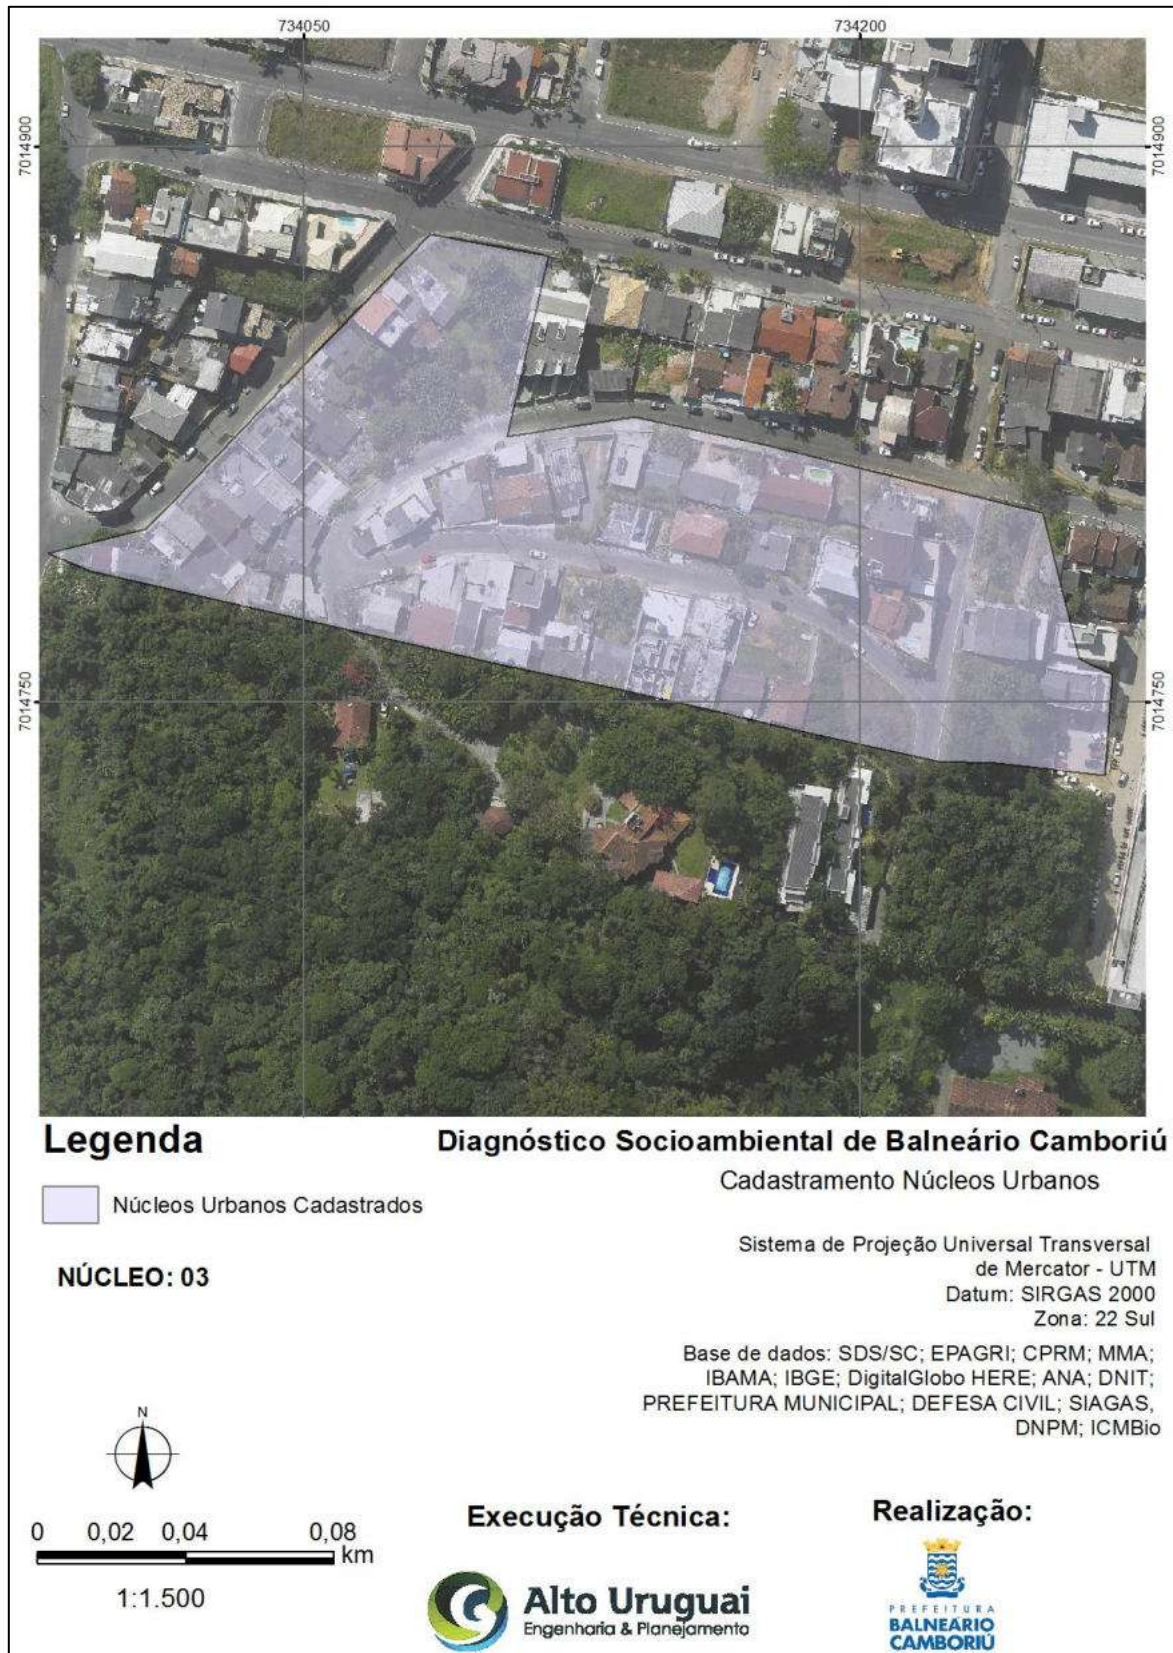 734050
734200
7014900
7014900
7014750
7014750
Legenda
Núcleos Urbanos Cadastrados
NÚCLEO: 03
Diagnóstico Socioambiental de Balneário Camboriú
Cadastramento Núcleos Urbanos
Sistema de Projeção Universal Transversal
de Mercator - UTM
Datum: SIRGAS 2000
Zona: 22 Sul
Base de dados: SDS/SC; EPAGRI; CPRM; MMA;
IBAMA; IBGE; DigitalGlobo HERE; ANA; DNIT;
PREFEITURA MUNICIPAL; DEFESA CIVIL; SIAGAS,
DNPM; ICMBio
N
0 0,02 0,04 0,08
km
1:1.500
Execução Técnica:
Alto Uruguai
Engenharia & Planejamento
Realização:
PREFEITURA
BALNEÁRIO
CAMBORIÚ